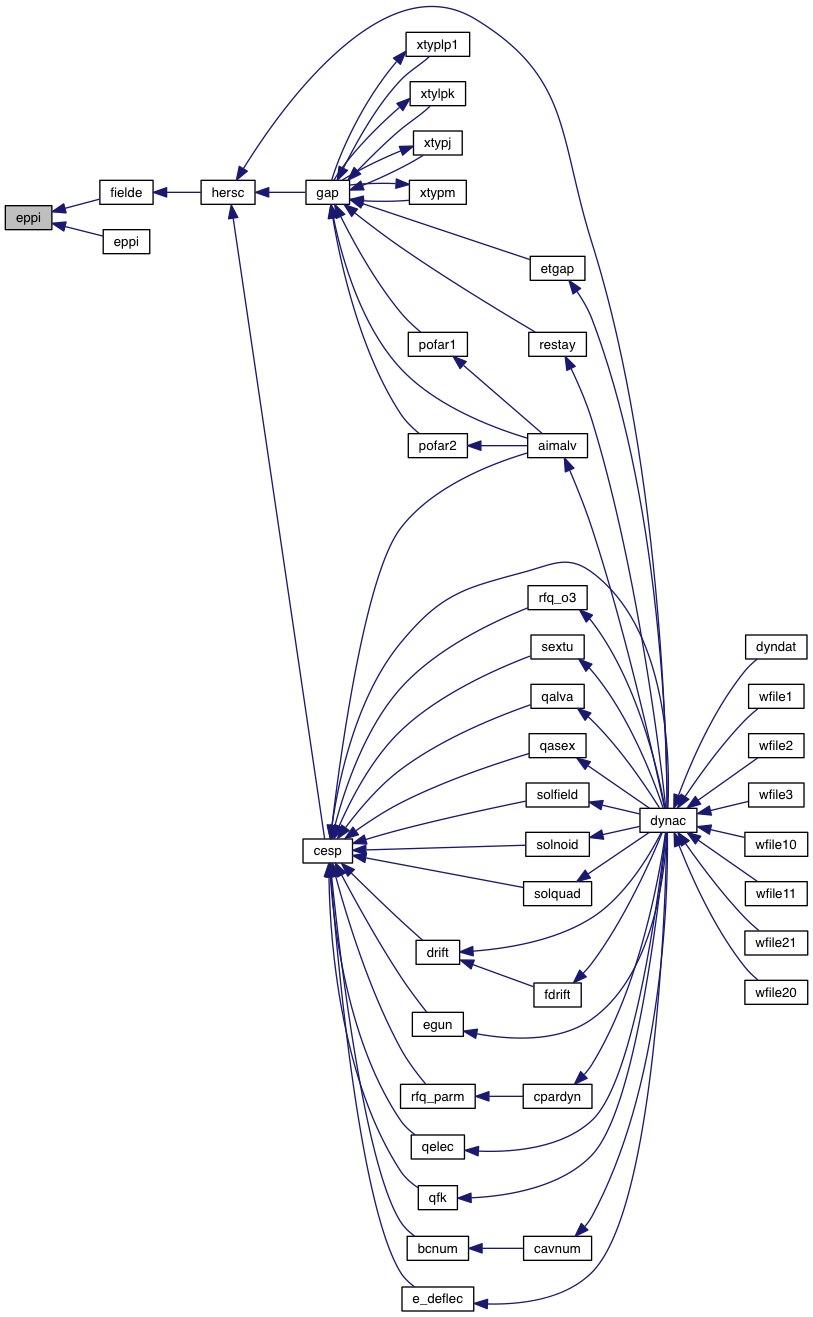 xtyplp1
xtylpk
xtypj
fielde
hersc
gap
xtypm
eppi
eppi
etgap
pofar1
restay
pofar2
aimalv
rfq_o3
sextu
dyndat
qalva
wfile1
qasex
wfile2
solfield
wfile3
dynac
solnoid
wfile10
cesp
solquad
wfile11
drift
wfile21
fdrift
wfile20
egun
rfq_parm
cpardyn
qelec
qfk
bcnum
cavnum
e_deflec